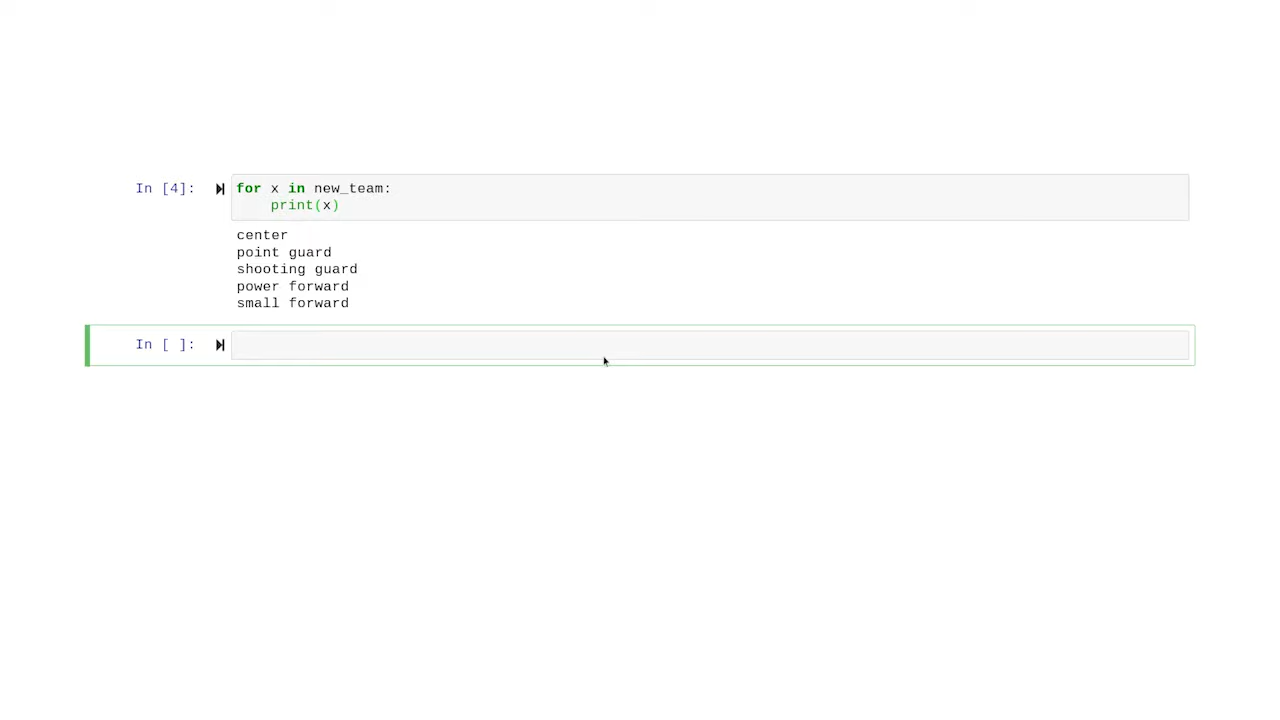 In [4]: for x in new_team:
    print(x)
center
point guard
shooting guard
power forward
small forward
In [ ]: